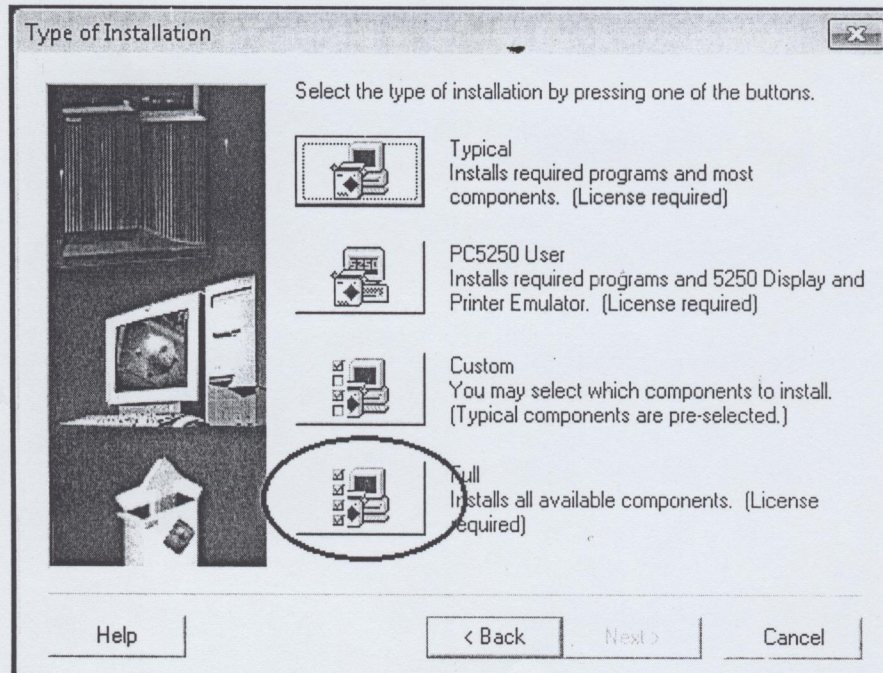 Type of Installation
Select the type of installation by pressing one of the buttons.
Typical
Installs required programs and most
components. (License required)
5250
PC5250 User
Installs required programs and 5250 Display and
Printer Emulator. (License required)
Custom
You may select which components to install.
(Typical components are pre-selected.)
Full
Installs all available components. (License
required)
Help
< Back
Next >
Cancel